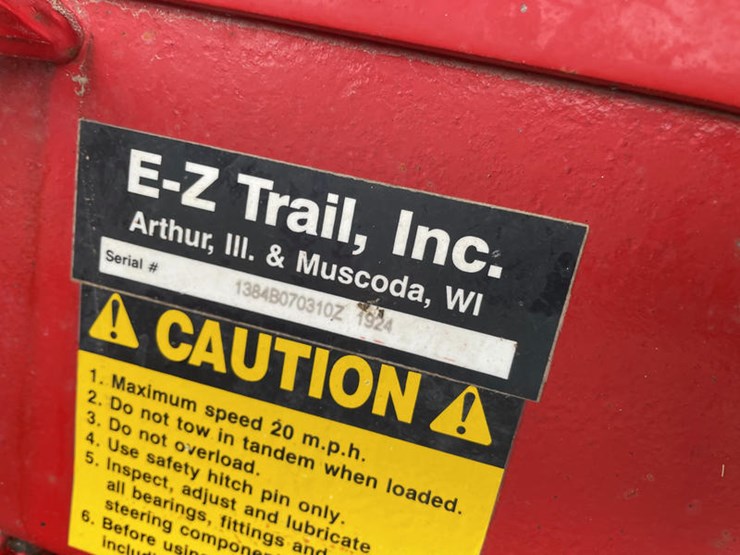 E-Z Trail, Inc.
Arthur, Ill. & Muscoda, WI
Serial #
1384B070310Z 1924
CAUTION
1. Maximum speed 20 m.p.h.
2. Do not tow in tandem when loaded.
3. Do not overload.
4. Use safety hitch pin only.
5. Inspect, adjust and lubricate
all bearings, fittings and
steering
6. Before